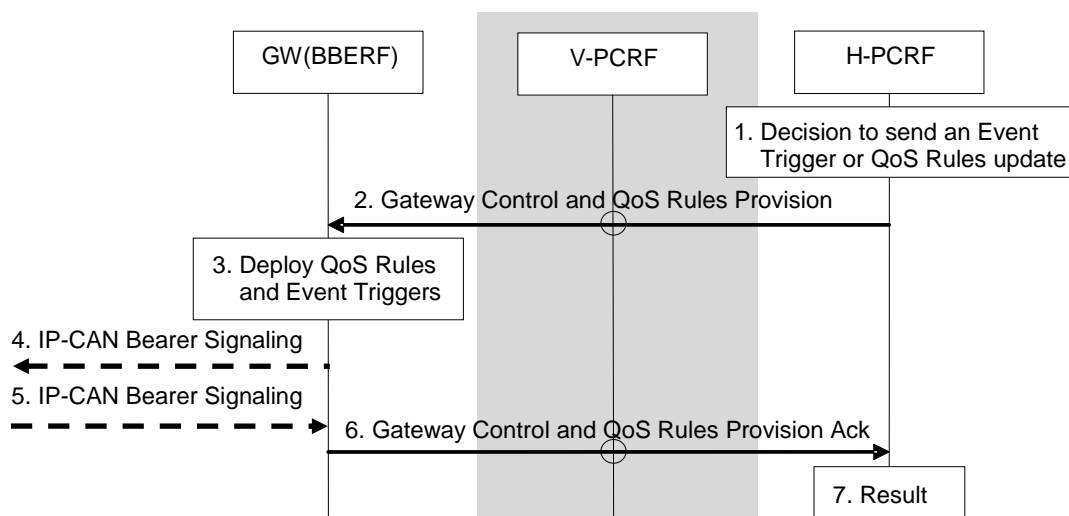 GW(BBERF)
V-PCRF
H-PCRF
1. Decision to send an Event
Trigger or QoS Rules update
2. Gateway Control and QoS Rules Provision
3. Deploy QoS Rules
and Event Triggers
4. IP-CAN Bearer Signaling
5. IP-CAN Bearer Signaling
6. Gateway Control and QoS Rules Provision Ack
7. Result